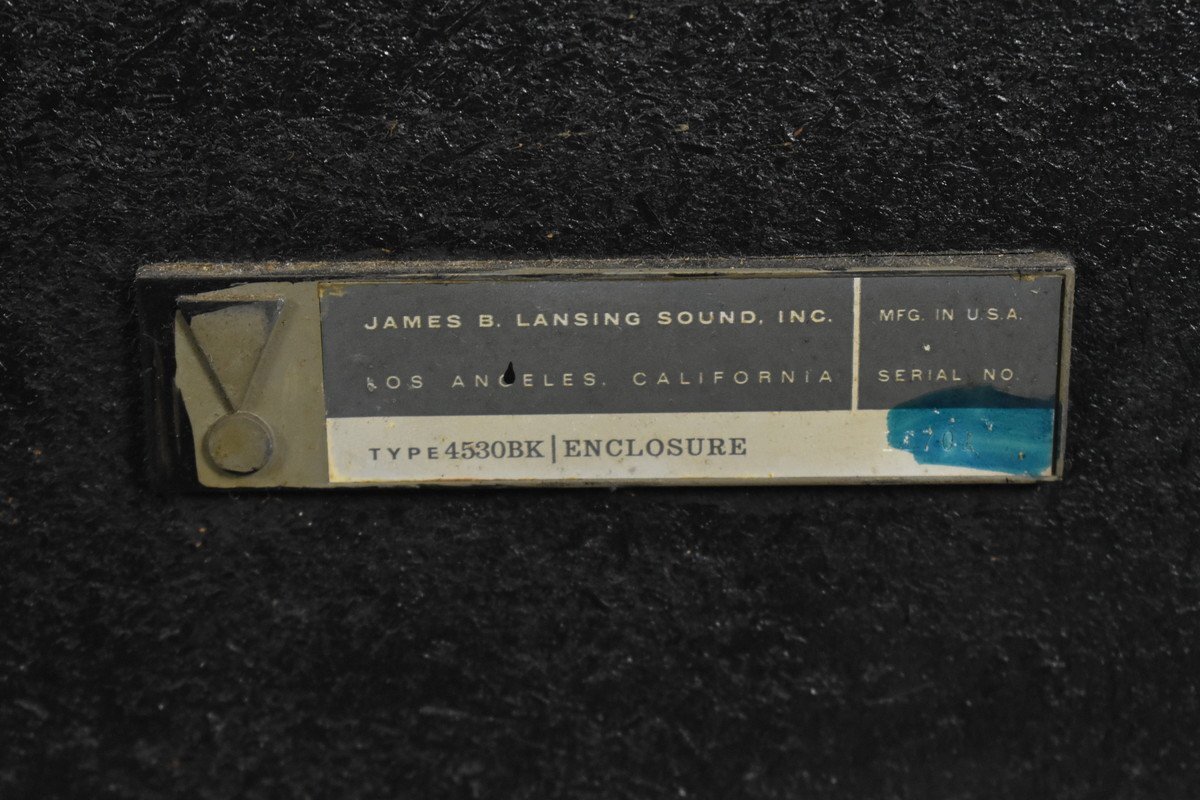 JAMES B. LANSING SOUND, INC.
LOS ANGELES, CALIFORNIA
MFG. IN U.S.A.
SERIAL NO
TYPE 4530BK | ENCLOSURE